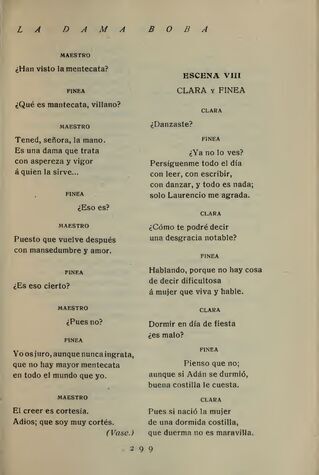 LA DAMA BOBA
MAESTRO
¿Han visto la mentecata?
FINEA
¿Qué es mantecata, villano?
MAESTRO
Tened, señora, la mano.
Es una dama que trata
con aspereza y vigor
á quien la sirve...
FINEA
¿Eso es?
MAESTRO
Puesto que vuelve después
con mansedumbre y amor.
FINEA
¿Es eso cierto?
MAESTRO
¿Pues no?
FINEA
Yo os juro, aunque nunca ingrata,
que no hay mayor mentecata
en todo el mundo que yo.
MAESTRO
El creer es cortesía.
Adios; que soy muy cortés.
(Vase.)
ESCENA VIII
CLARA Y FINEA
CLARA
¿Danzaste?
FINEA
¿Ya no lo ves?
Persíguenme todo el día
con leer, con escribir,
con danzar, y todo es nada;
solo Laurencio me agrada.
CLARA
¿Cómo te podré decir
una desgracia notable?
FINEA
Hablando, porque no hay cosa
de decir dificultosa
á mujer que viva y hable.
CLARA
Dormir en día de fiesta
¿es malo?
FINEA
Pienso que no;
aunque si Adán se durmió,
buena costilla le cuesta.
CLARA
Pues si nació la mujer
de una dormida costilla,
que duerma no es maravilla.
299